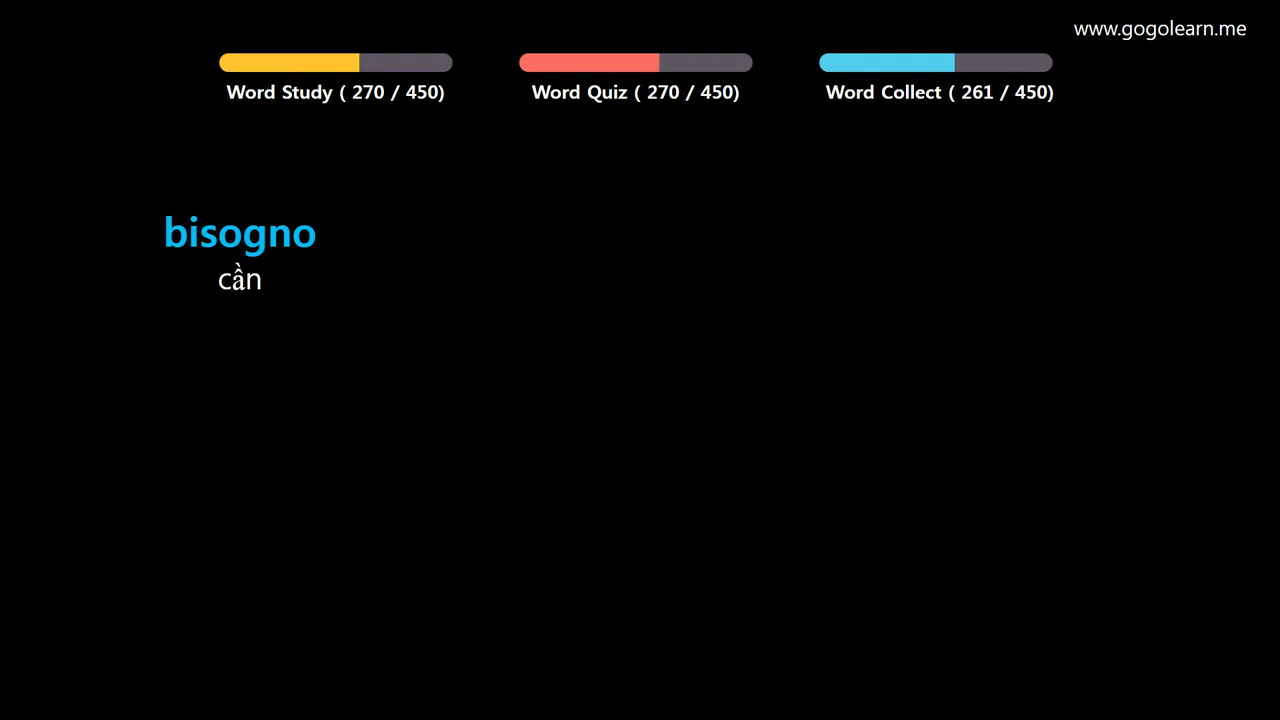 www.gogolearn.me
Word Study ( 270 / 450)
Word Quiz ( 270 / 450)
Word Collect ( 261 / 450)
bisogno
cần